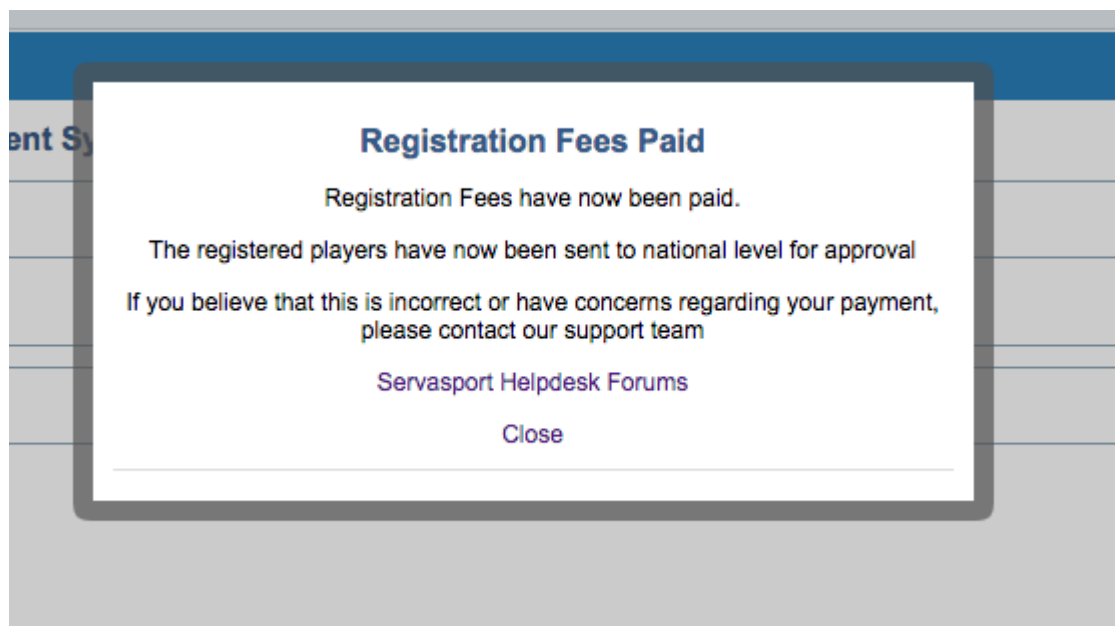 ent Sy
Registration Fees Paid
Registration Fees have now been paid.
The registered players have now been sent to national level for approval
If you believe that this is incorrect or have concerns regarding your payment,
please contact our support team
Servasport Helpdesk Forums
Close